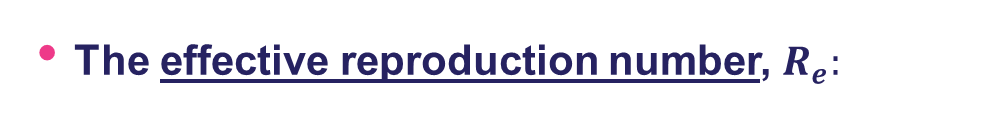 • The effective reproduction number, Rₑ: